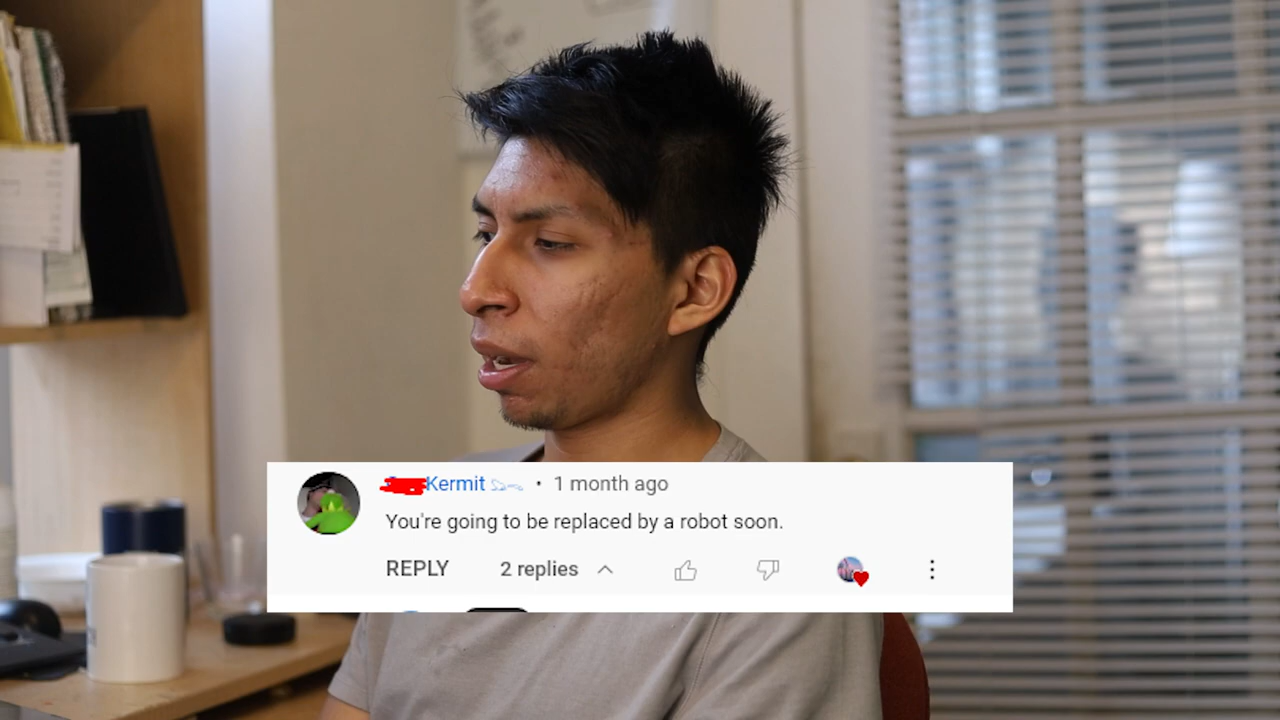 Kermit • 1 month ago
You're going to be replaced by a robot soon.
REPLY 2 replies